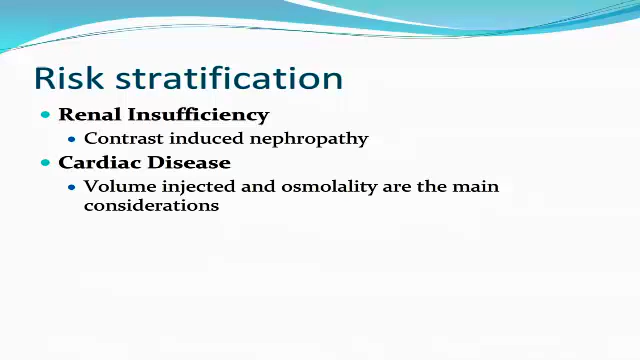 Risk stratification
Renal Insufficiency
Contrast induced nephropathy
Cardiac Disease
Volume injected and osmolality are the main
considerations